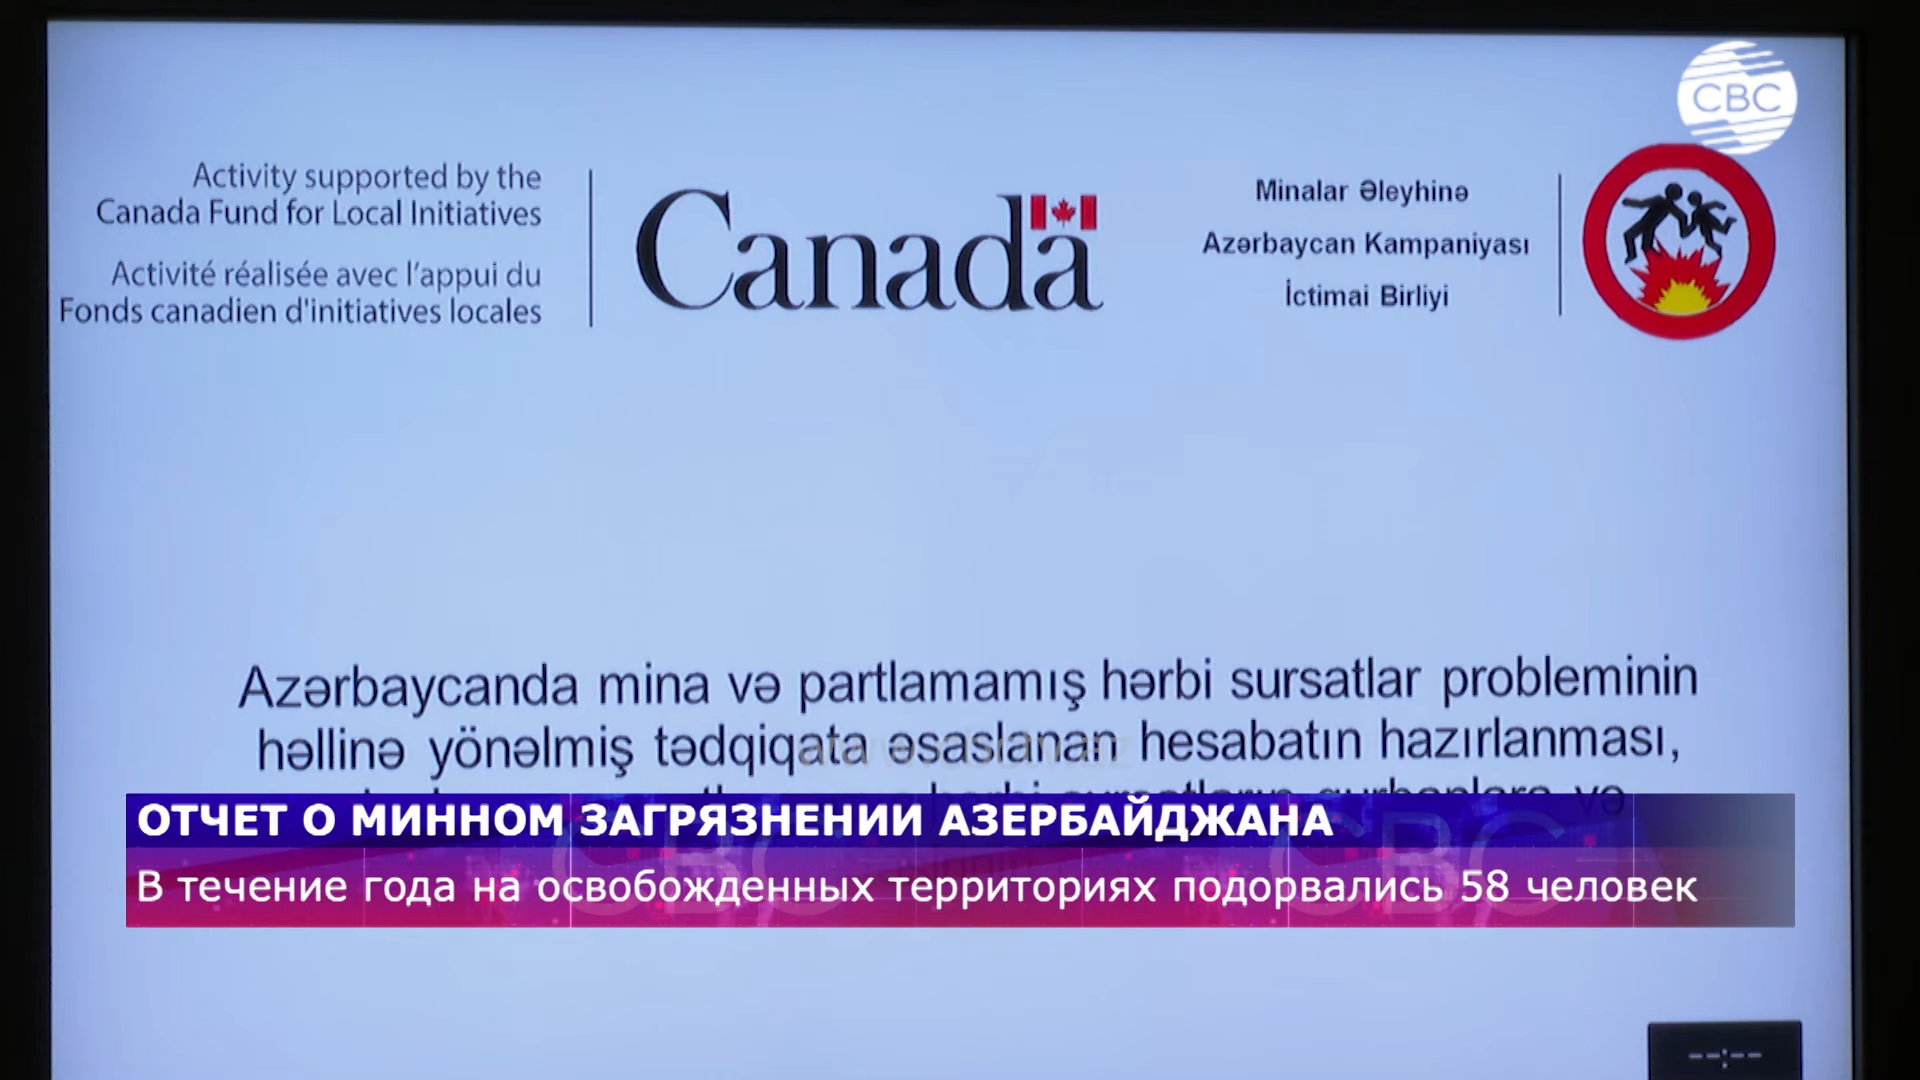 CBC
Activity supported by the
Canada Fund for Local Initiatives
Activité réalisée avec l'appui du
Fonds canadien d'initiatives locales
Canada
Minalar Əleyhinə
Azərbaycan Kampaniyası
İctimai Birliyi
Azərbaycanda mina və partlamamış hərbi sursatlar probleminin
həllinə yönəlmiş tədqiqata əsaslanan hesabatın hazırlanması,
ОТЧЕТ О МИННОМ ЗАГРЯЗНЕНИИ АЗЕРБАЙДЖАНА
В течение года на освобожденных территориях подорвались 58 человек
--:--